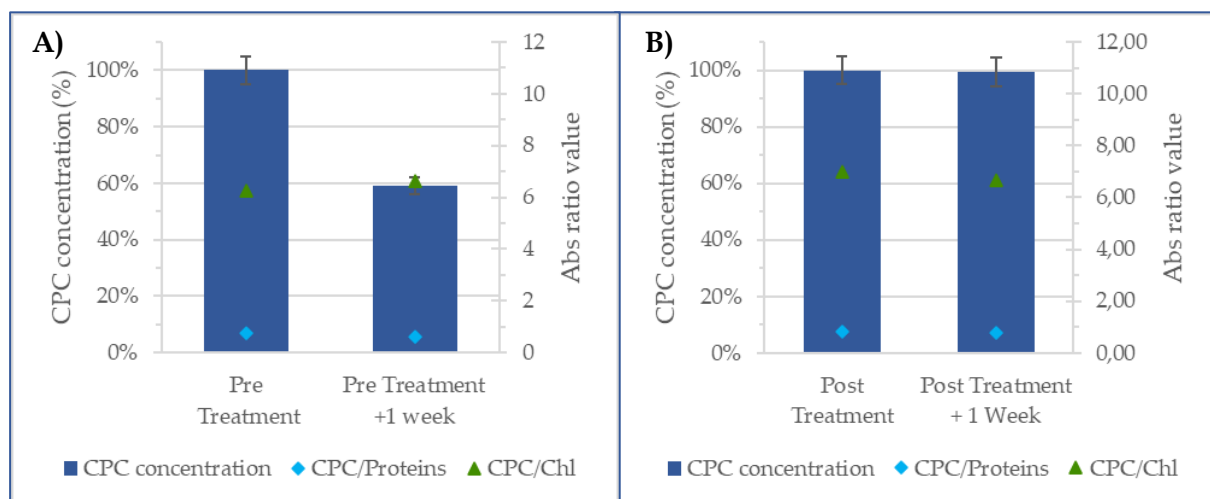 A)
CPC concentration (%)
100%
80%
60%
40%
20%
0%
12
10
8
6
4
2
0
Abs ratio value
Pre
Treatment
Pre Treatment
+1 week
CPC concentration
CPC/Proteins
CPC/Chl
B)
CPC concentration (%)
100%
80%
60%
40%
20%
0%
12,00
10,00
8,00
6,00
4,00
2,00
0,00
Abs ratio value
Post
Treatment
Post Treatment
+ 1 Week
CPC concentration
CPC/Proteins
CPC/Chl